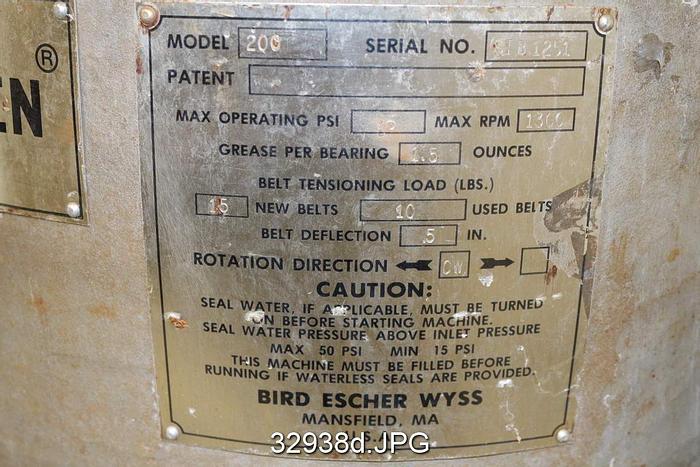 EN ®
MODEL 200 SERIAL NO. 1251
PATENT
MAX OPERATING PSI MAX RPM 1300
GREASE PER BEARING 1.5 OUNCES
BELT TENSIONING LOAD (LBS.)
15 NEW BELTS 10 USED BELTS
BELT DEFLECTION .5 IN.
ROTATION DIRECTION CW
CAUTION:
SEAL WATER, IF APPLICABLE, MUST BE TURNED
ON BEFORE STARTING MACHINE.
SEAL WATER PRESSURE ABOVE INLET PRESSURE
MAX 50 PSI MIN 15 PSI
THIS MACHINE MUST BE FILLED BEFORE
RUNNING IF WATERLESS SEALS ARE PROVIDED.
BIRD ESCHER WYSS
MANSFIELD, MA
U.S.
32938d.JPG